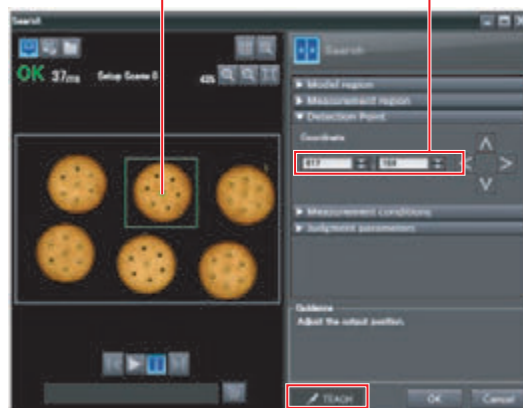 Search
OK 37ms Setup Scene 0
Search
Model region
Measurement region
Detection Point
Coordinate
Measurement conditions
Judgment parameters
Guidance
Adjust the output position.
TEACH OK Cancel